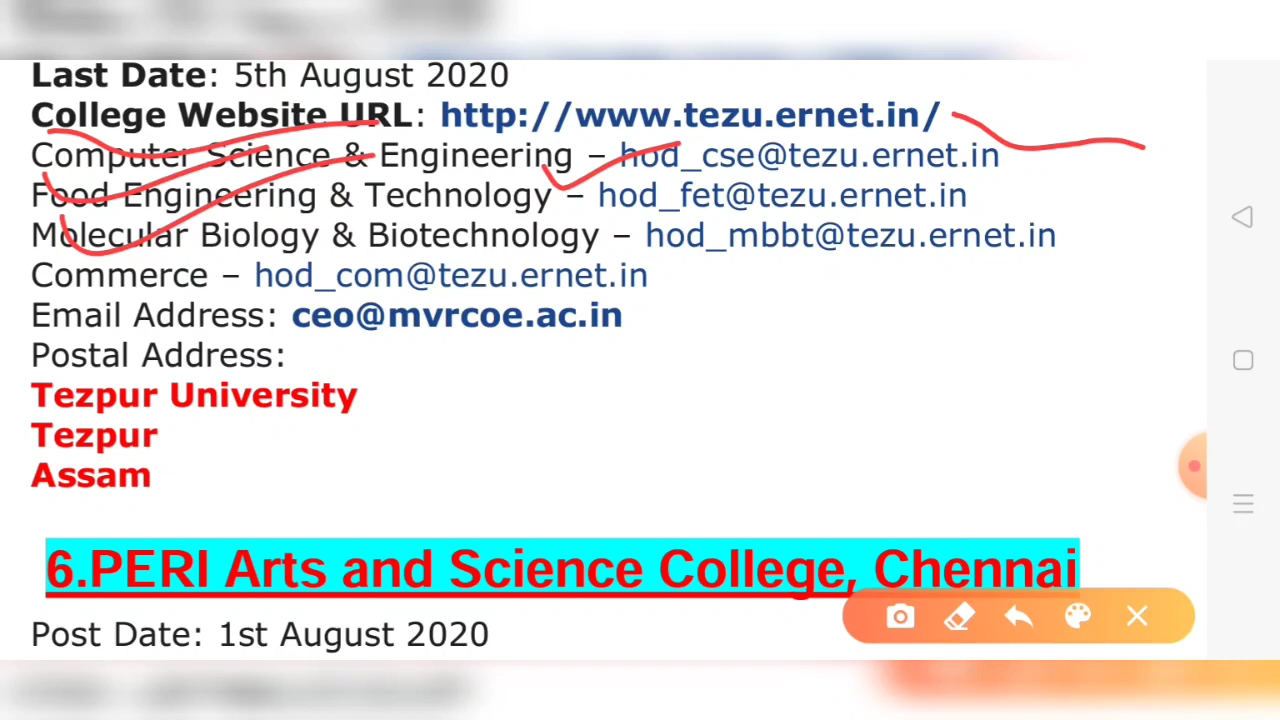 Last Date: 5th August 2020
College Website URL: http://www.tezu.ernet.in/
Computer Science & Engineering – hod_cse@tezu.ernet.in
Food Engineering & Technology – hod_fet@tezu.ernet.in
Molecular Biology & Biotechnology – hod_mbbt@tezu.ernet.in
Commerce – hod_com@tezu.ernet.in
Email Address: ceo@mvrcoe.ac.in
Postal Address:
Tezpur University
Tezpur
Assam
6.PERI Arts and Science College, Chennai
Post Date: 1st August 2020